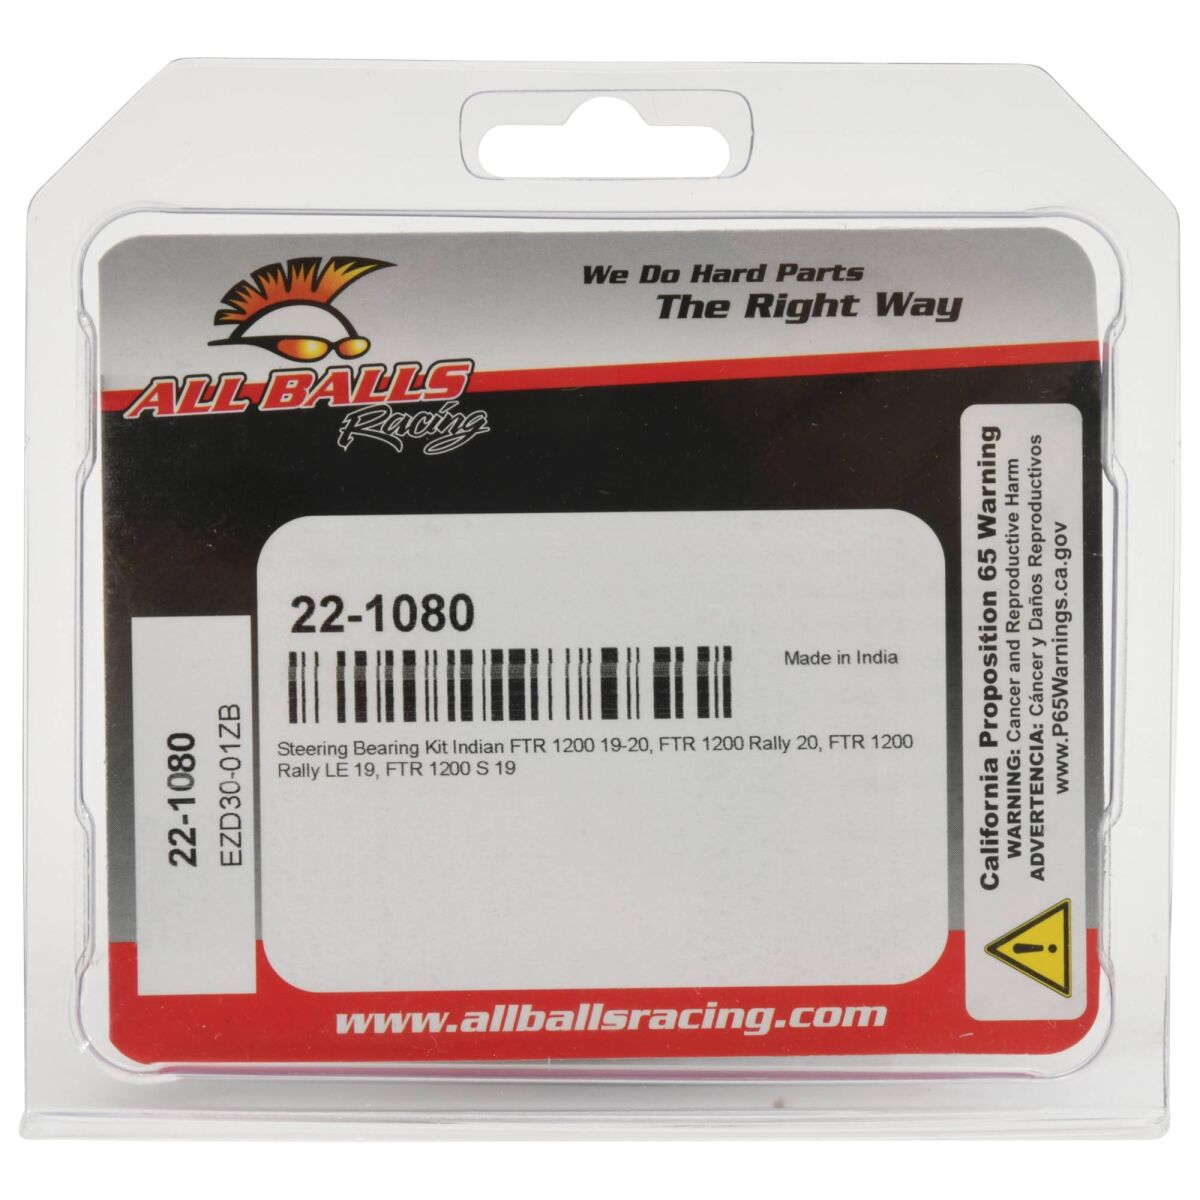 We Do Hard Parts
The Right Way
ALL BALLS
Racing
22-1080
Made in India
Steering Bearing Kit Indian FTR 1200 19-20, FTR 1200 Rally 20, FTR 1200
Rally LE 19, FTR 1200 S 19
22-1080
EZD30-01ZB
California Proposition 65 Warning
WARNING: Cancer and Reproductive Harm
ADVERTENCIA: Cáncer y Daños Reproductivos
www.P65Warnings.ca.gov
!
www.allballsracing.com